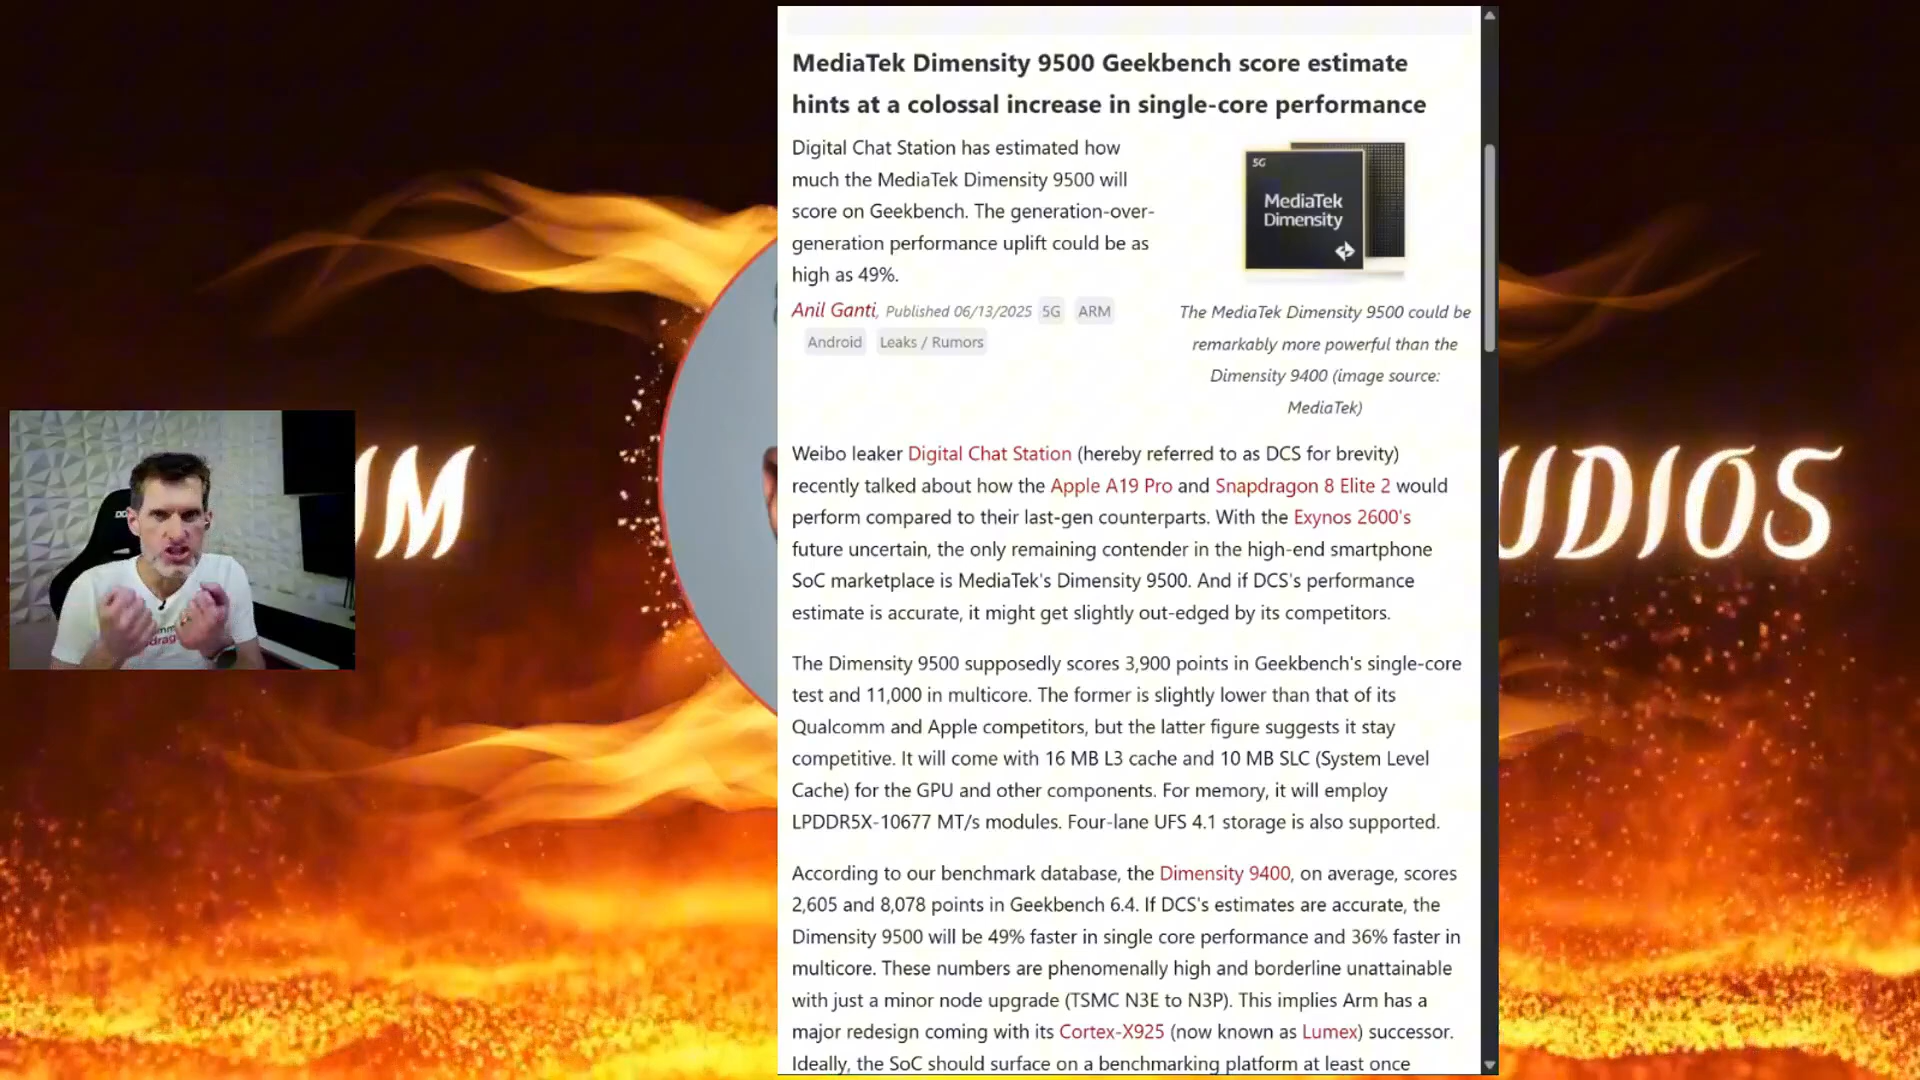 MediaTek Dimensity 9500 Geekbench score estimate
hints at a colossal increase in single-core performance
Digital Chat Station has estimated how
much the MediaTek Dimensity 9500 will
score on Geekbench. The generation-over-
generation performance uplift could be as
high as 49%.
Anil Ganti, Published 06/13/2025 5G ARM
Android Leaks / Rumors
5G
MediaTek
Dimensity
The MediaTek Dimensity 9500 could be
remarkably more powerful than the
Dimensity 9400 (image source:
MediaTek)
Weibo leaker Digital Chat Station (hereby referred to as DCS for brevity)
recently talked about how the Apple A19 Pro and Snapdragon 8 Elite 2 would
perform compared to their last-gen counterparts. With the Exynos 2600's
future uncertain, the only remaining contender in the high-end smartphone
SoC marketplace is MediaTek's Dimensity 9500. And if DCS's performance
estimate is accurate, it might get slightly out-edged by its competitors.
The Dimensity 9500 supposedly scores 3,900 points in Geekbench's single-core
test and 11,000 in multicore. The former is slightly lower than that of its
Qualcomm and Apple competitors, but the latter figure suggests it stay
competitive. It will come with 16 MB L3 cache and 10 MB SLC (System Level
Cache) for the GPU and other components. For memory, it will employ
LPDDR5X-10677 MT/s modules. Four-lane UFS 4.1 storage is also supported.
According to our benchmark database, the Dimensity 9400, on average, scores
2,605 and 8,078 points in Geekbench 6.4. If DCS's estimates are accurate, the
Dimensity 9500 will be 49% faster in single core performance and 36% faster in
multicore. These numbers are phenomenally high and borderline unattainable
with just a minor node upgrade (TSMC N3E to N3P). This implies Arm has a
major redesign coming with its Cortex-X925 (now known as Lumex) successor.
Ideally, the SoC should surface on a benchmarking platform at least once
UM
UDIOS